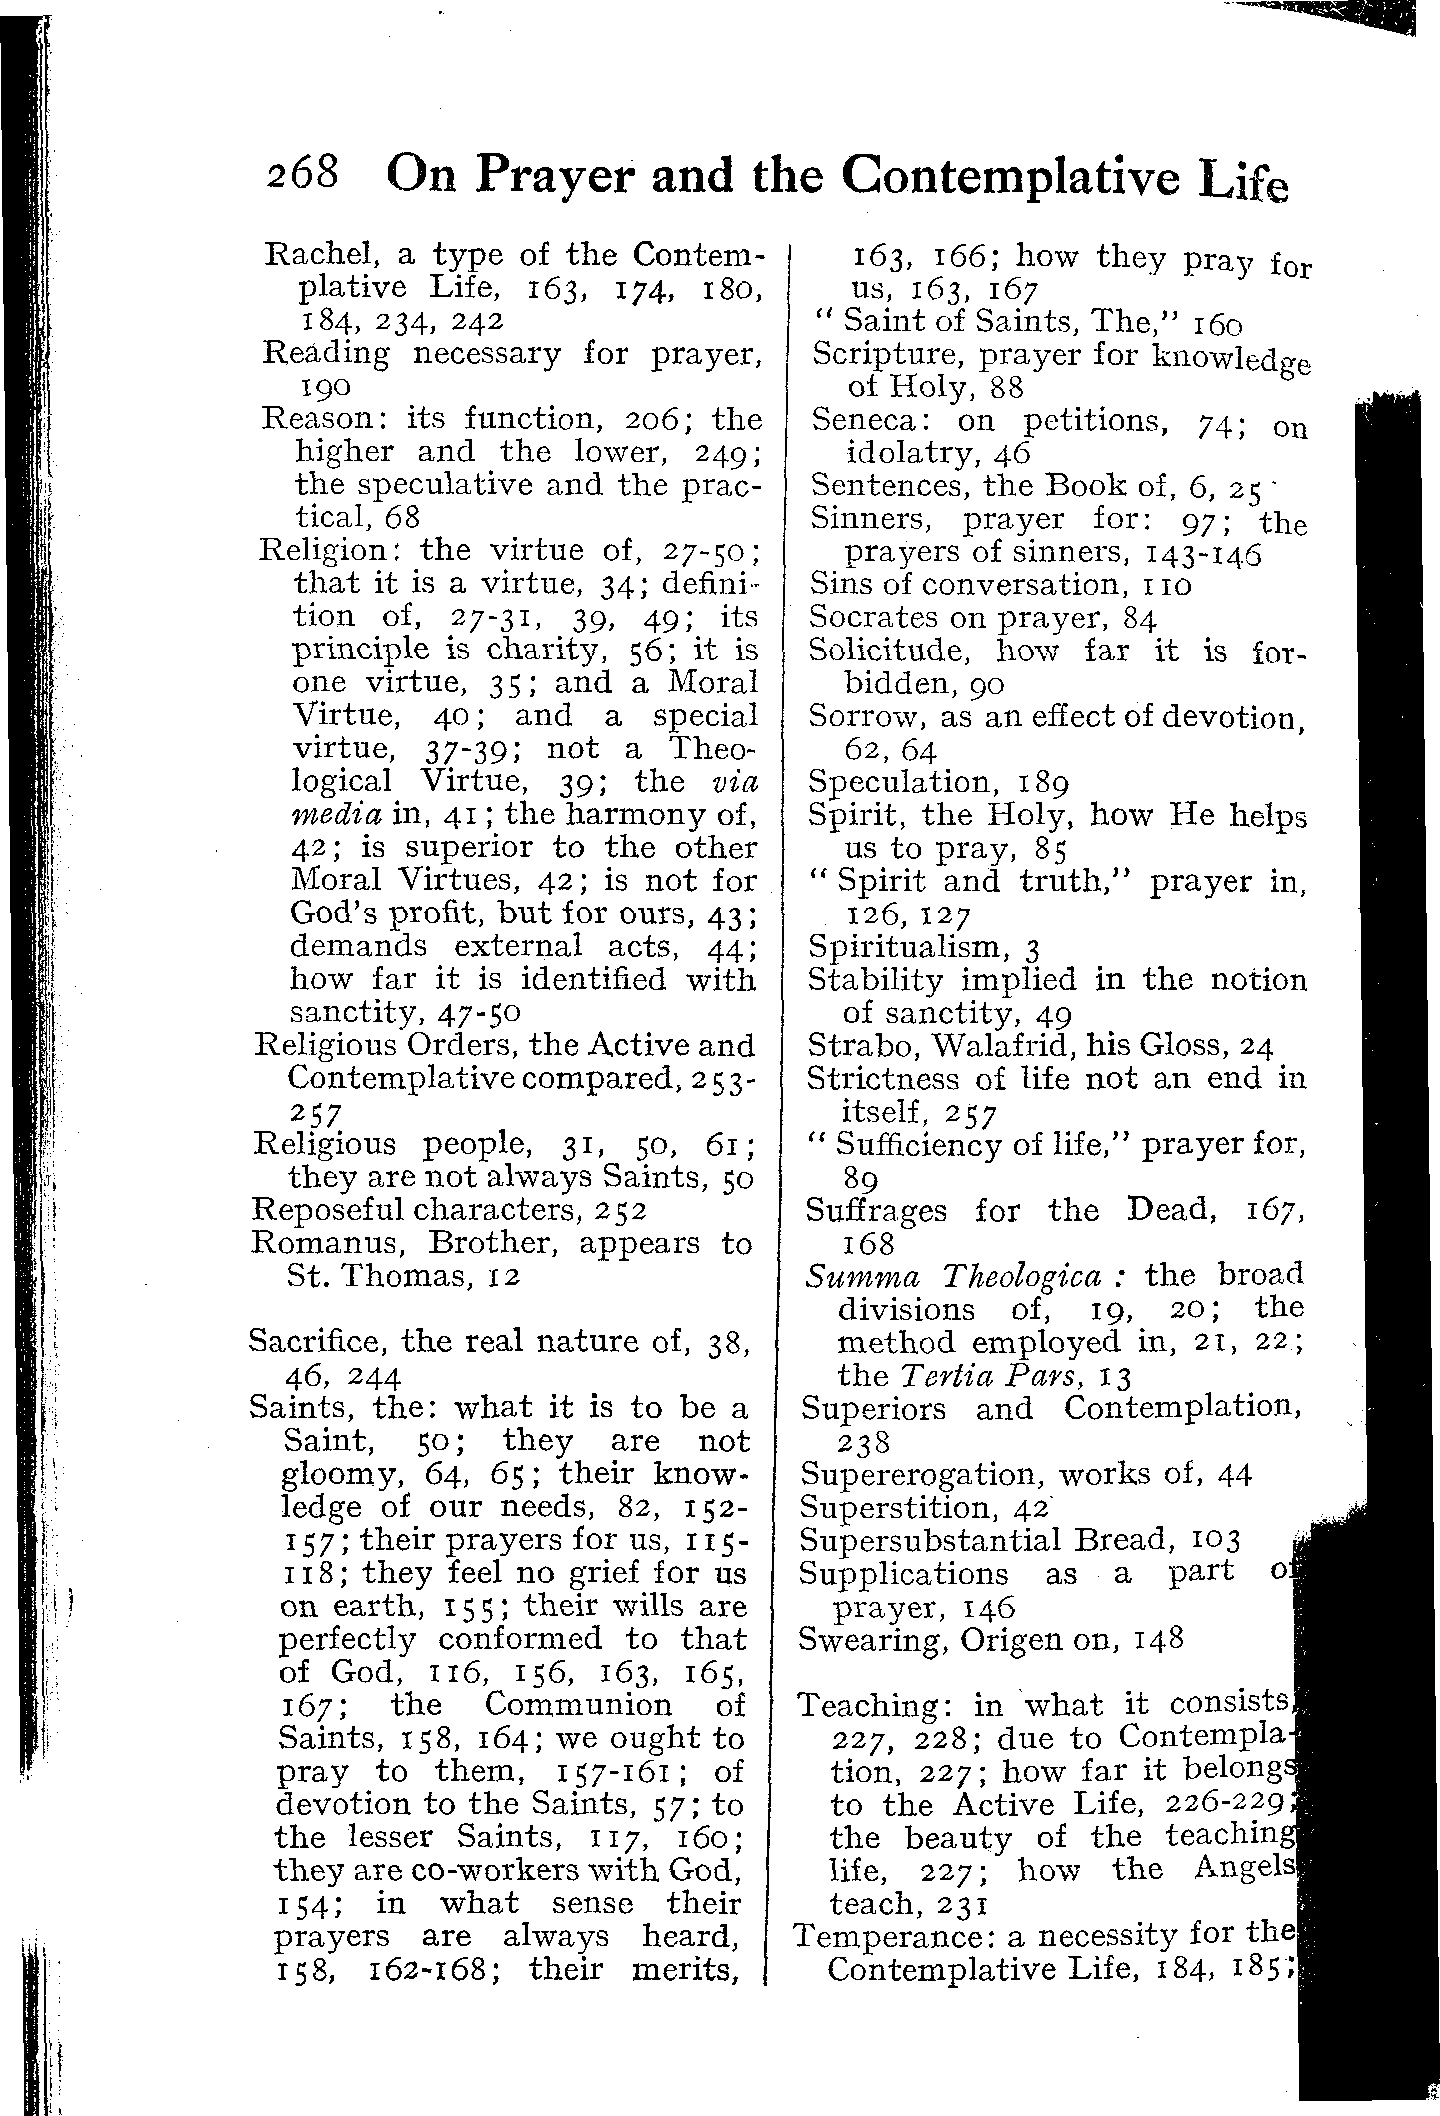 268 On Prayer and the Contemplative Life
Rachel, a type of the Contem-
plative Life, 163, 174, 180,
184, 234, 242
Reading necessary for prayer,
190
Reason: its function, 206; the
higher and the lower, 249;
the speculative and the prac-
tical, 68
Religion: the virtue of, 27-50;
that it is a virtue, 34; defini-
tion of, 27-31, 39, 49; its
principle is charity, 56; it is
one virtue, 35; and a Moral
Virtue, 40; and a special
virtue, 37-39; not a Theo-
logical Virtue, 39; the via
media in, 41; the harmony of,
42; is superior to the other
Moral Virtues, 42; is not for
God's profit, but for ours, 43;
demands external acts, 44;
how far it is identified with
sanctity, 47-50
Religious Orders, the Active and
Contemplative compared, 253-
257
Religious people, 31, 50, 61;
they are not always Saints, 50
Reposeful characters, 252
Romanus, Brother, appears to
St. Thomas, 12
Sacrifice, the real nature of, 38,
46, 244
Saints, the: what it is to be a
Saint, 50; they are not
gloomy, 64, 65; their know-
ledge of our needs, 82, 152-
157; their prayers for us, 115-
118; they feel no grief for us
on earth, 155; their wills are
perfectly conformed to that
of God, 116, 156, 163, 165,
167; the Communion of
Saints, 158, 164; we ought to
pray to them, 157-161; of
devotion to the Saints, 57; to
the lesser Saints, 117, 160;
they are co-workers with God,
154; in what sense their
prayers are always heard,
158, 162-168; their merits,
163, 166; how they pray for
us, 163, 167
"Saint of Saints, The," 160
Scripture, prayer for knowledge
of Holy, 88
Seneca: on petitions, 74; on
idolatry, 46
Sentences, the Book of, 6, 25
Sinners, prayer for: 97; the
prayers of sinners, 143-146
Sins of conversation, 110
Socrates on prayer, 84
Solicitude, how far it is for-
bidden, 90
Sorrow, as an effect of devotion,
62, 64
Speculation, 189
Spirit, the Holy, how He helps
us to pray, 85
"Spirit and truth," prayer in,
126, 127
Spiritualism, 3
Stability implied in the notion
of sanctity, 49
Strabo, Walafrid, his Gloss, 24
Strictness of life not an end in
itself, 257
"Sufficiency of life," prayer for,
89
Suffrages for the Dead, 167,
168
Summa Theologica: the broad
divisions of, 19, 20; the
method employed in, 21, 22;
the Tertia Pars, 13
Superiors and Contemplation,
238
Supererogation, works of, 44
Superstition, 42
Supersubstantial Bread, 103
Supplications as a part of
prayer, 146
Swearing, Origen on, 148
Teaching: in what it consists,
227, 228; due to Contempla-
tion, 227; how far it belongs
to the Active Life, 226-229;
the beauty of the teaching
life, 227; how the Angels
teach, 231
Temperance: a necessity for the
Contemplative Life, 184, 185;